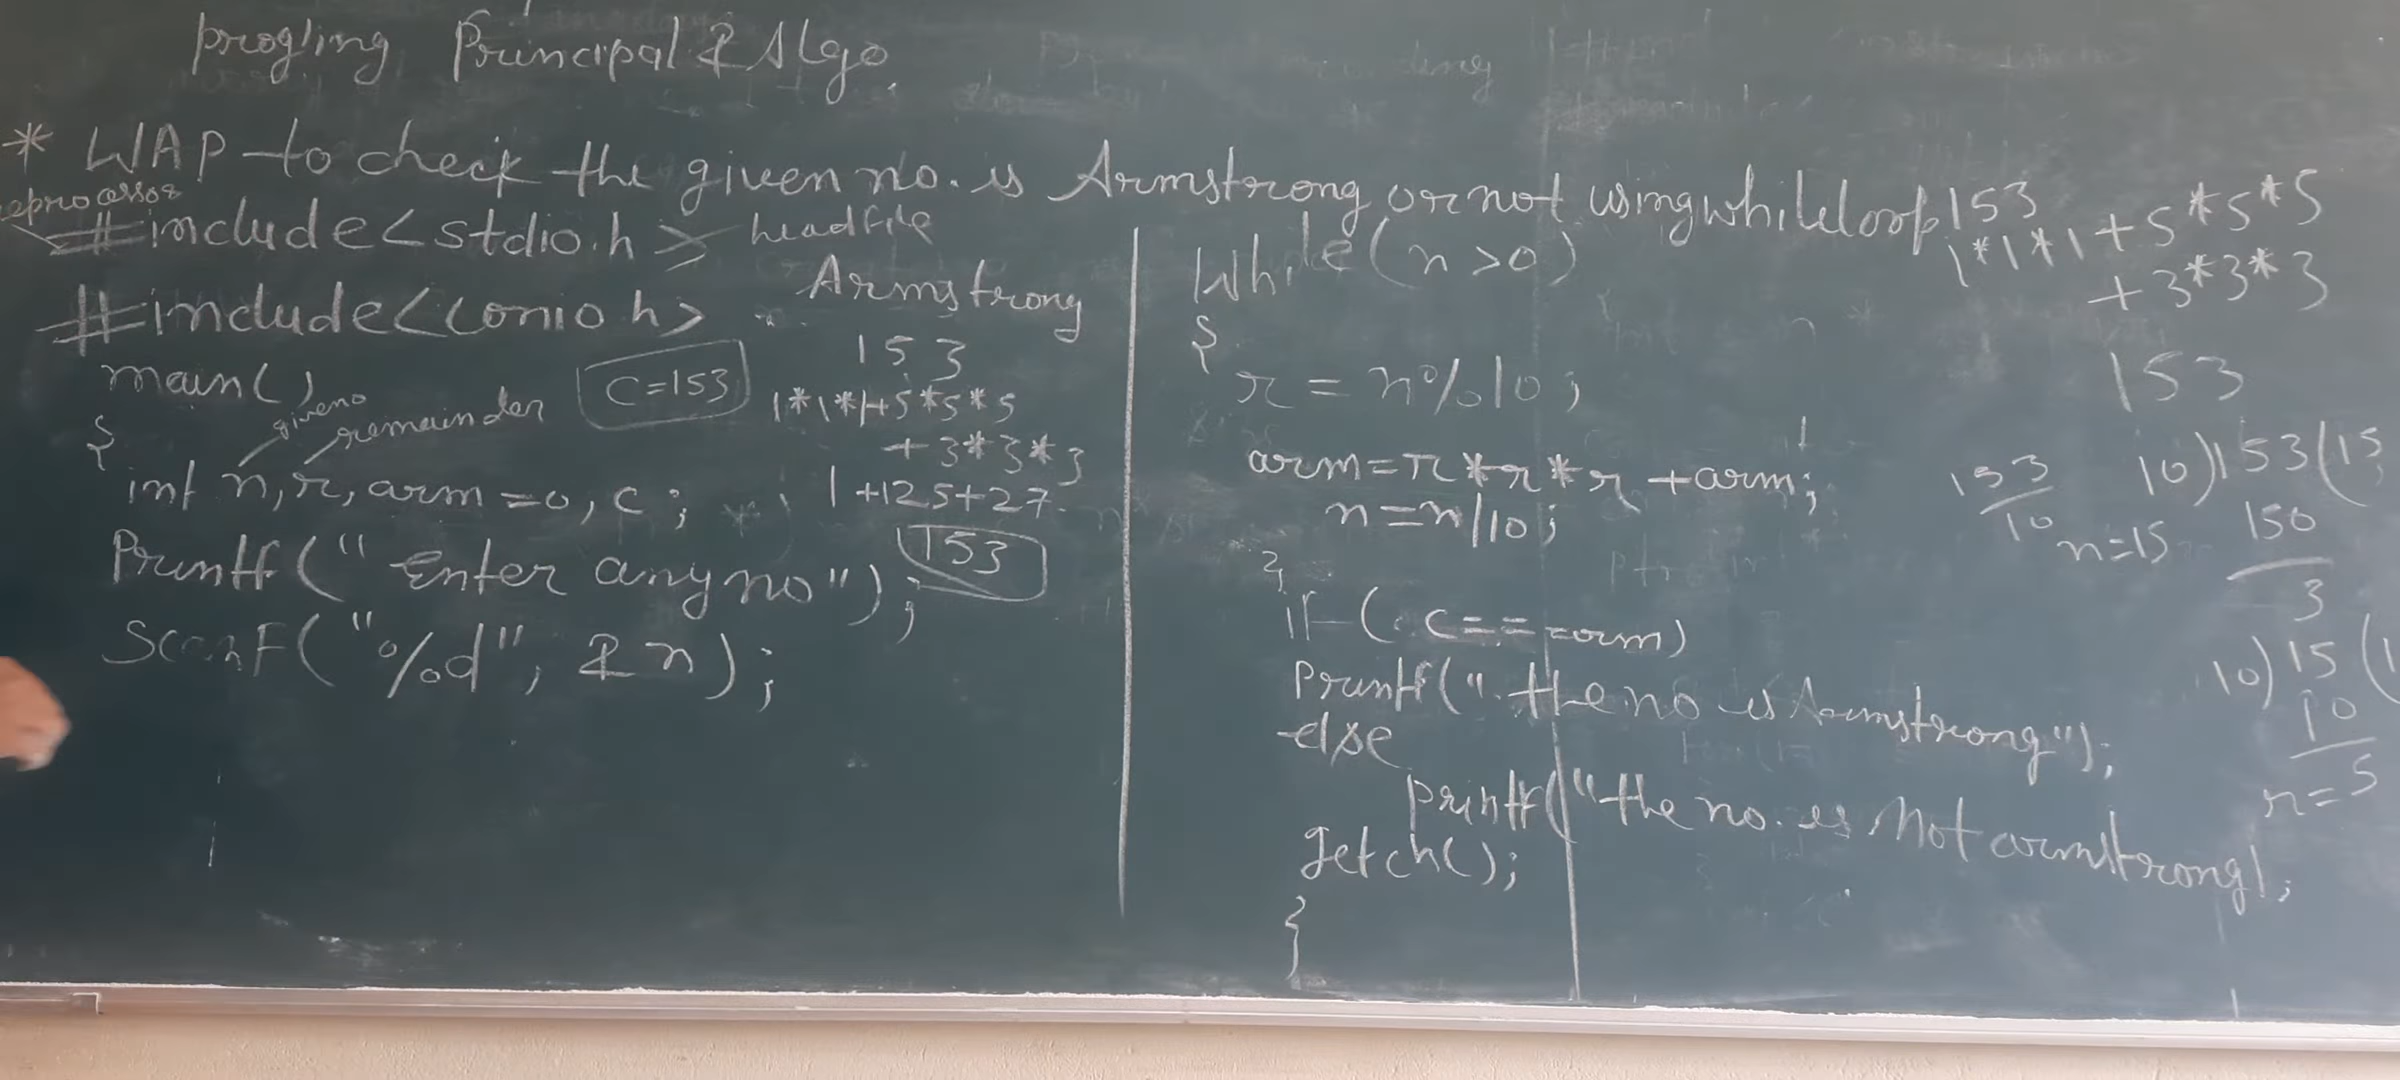 progling Principal & Algo
* WAP to check the given no. is Armstrong or not using while loop
eprocessor
#include<stdio.h> headfile
#include<conio h>
main()
{
given no
remainder
int n, r, arm = 0, c ;
Printf(" Enter any no");
ScanF("%d", & n);
C=153
Armstrong
153
1*1*1+5*5*5
+3*3*3
1+125+27
153
While(n>0)
{
r = n%10;
arm=r*r*r +arm;
n=n/10;
}
if ( c==arm)
Printf(". the no is Armstrong");
else
printf("the no. is Not armstrong);
getch();
}
153
1*1*1+5*5*5
+3*3*3
153
153
10
n=15
10)153(15
150
3
10)15(1
10
r=5